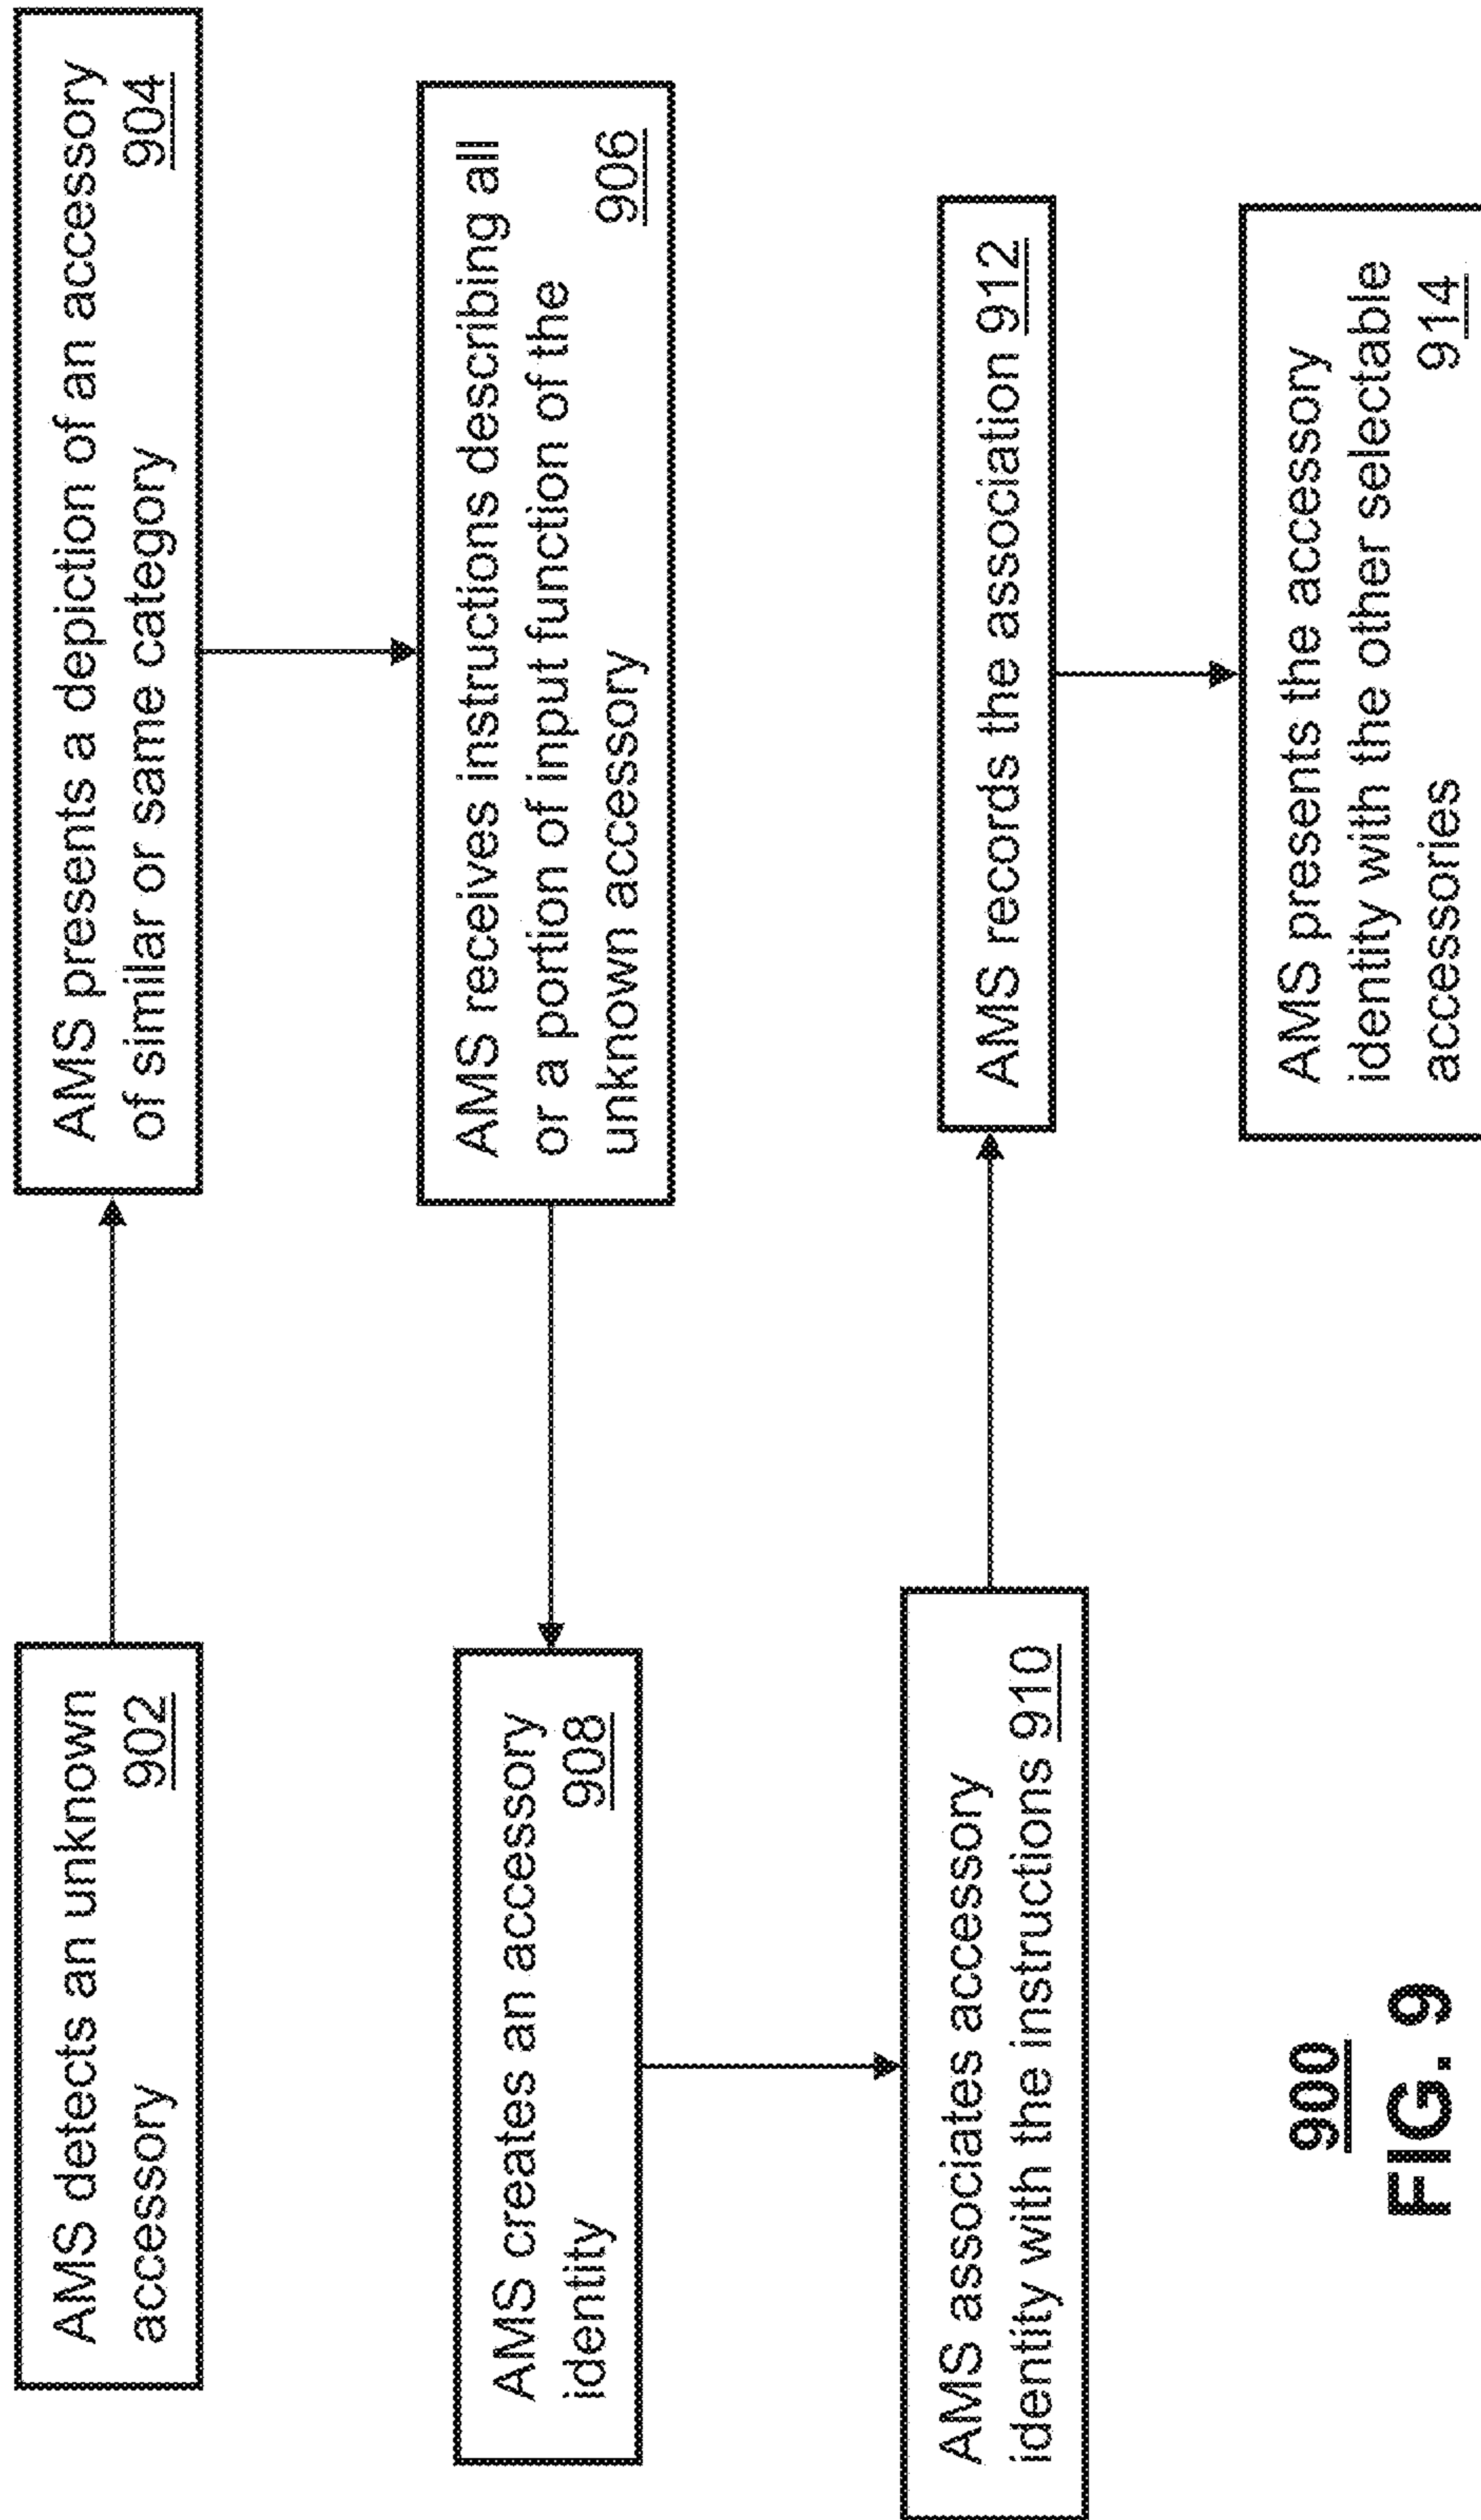 AMS detects an unknown
accessory 902
AMS presents a depiction of an accessory
of similar or same category 904
AMS receives instructions describing all
or a portion of input function of the
unknown accessory 906
AMS creates an accessory
identity 908
AMS associates accessory
identity with the instructions 910
AMS records the association 912
AMS presents the accessory
identity with the other selectable
accessories 914
900
FIG. 9